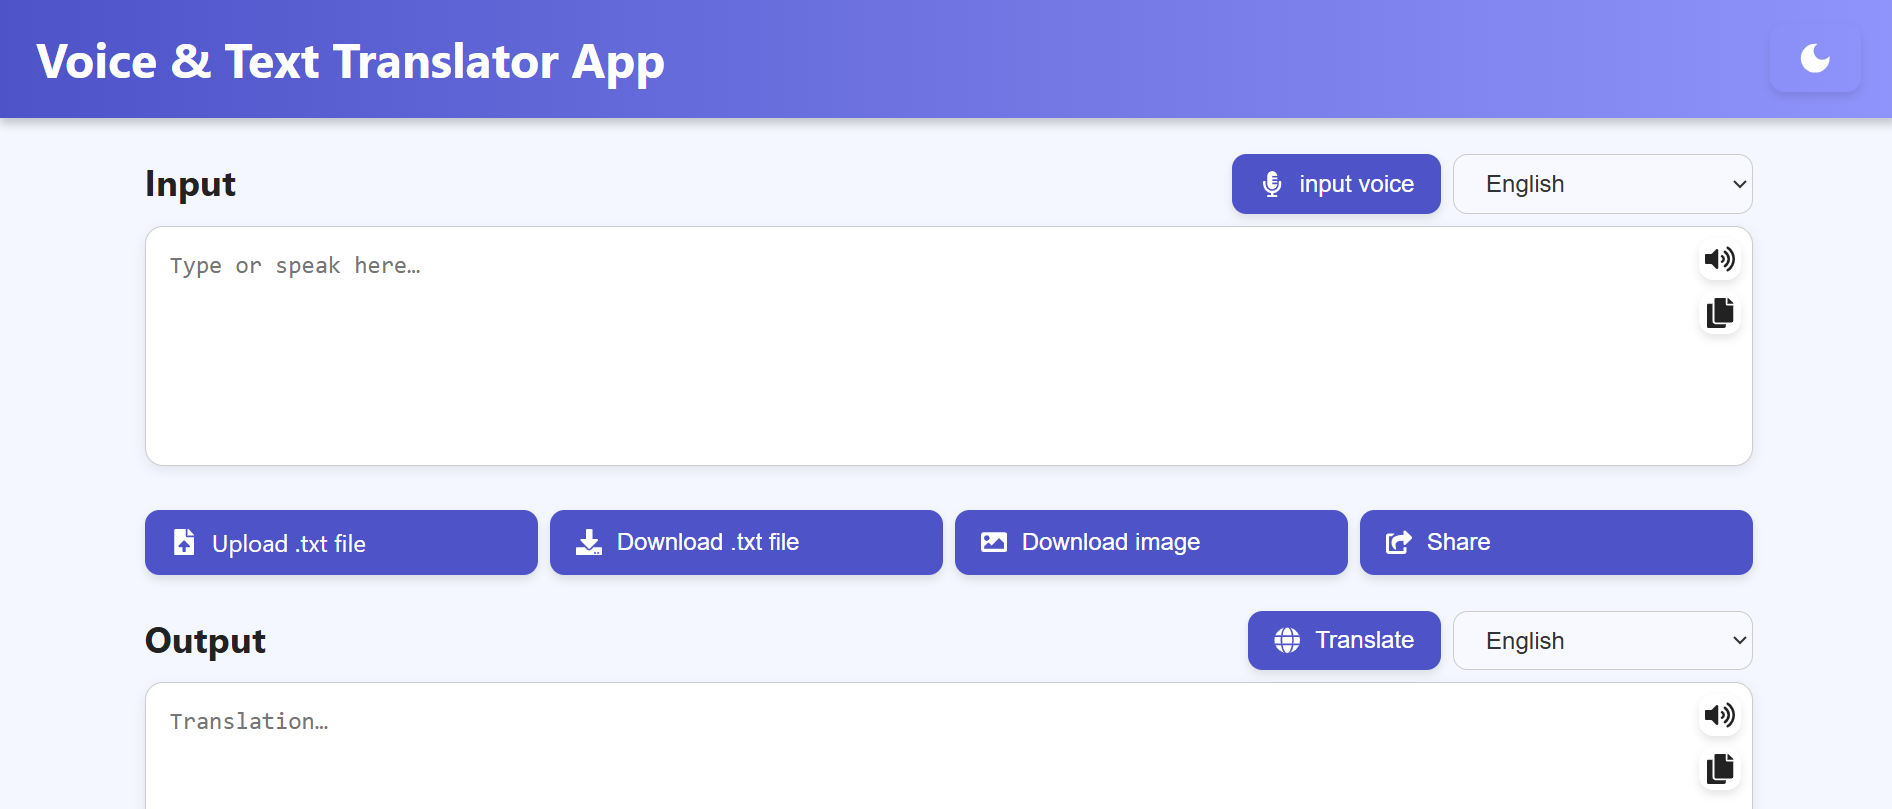 Voice & Text Translator App
Input
input voice
English
Type or speak here…
Upload .txt file
Download .txt file
Download image
Share
Output
Translate
English
Translation…